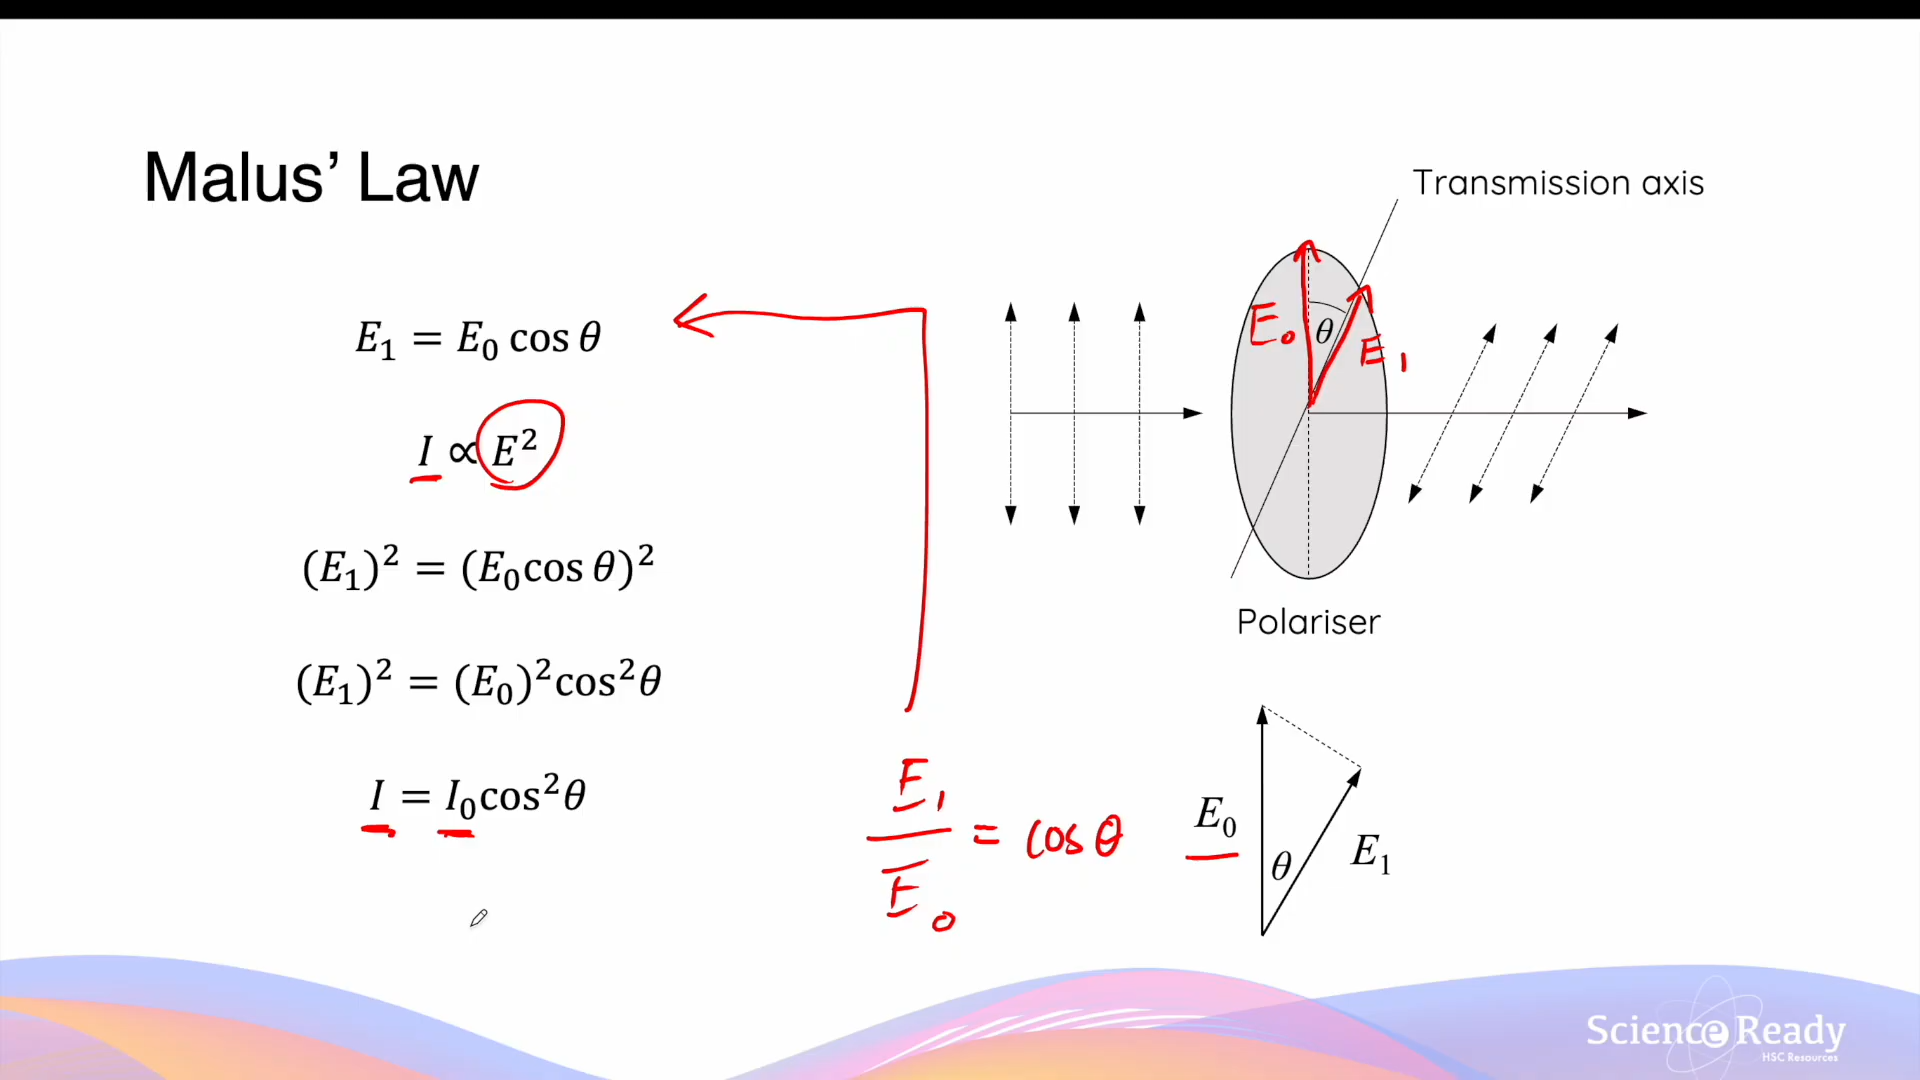 Malus’ Law
E₁ = E₀ cos θ
I ∝ E²
(E₁)² = (E₀cos θ)²
(E₁)² = (E₀)²cos²θ
I = I₀cos²θ
Transmission axis
E₀
θ
E₁
Polariser
E₁
E₀
= cos θ
E₀
θ
E₁
Science Ready
HSC Resources